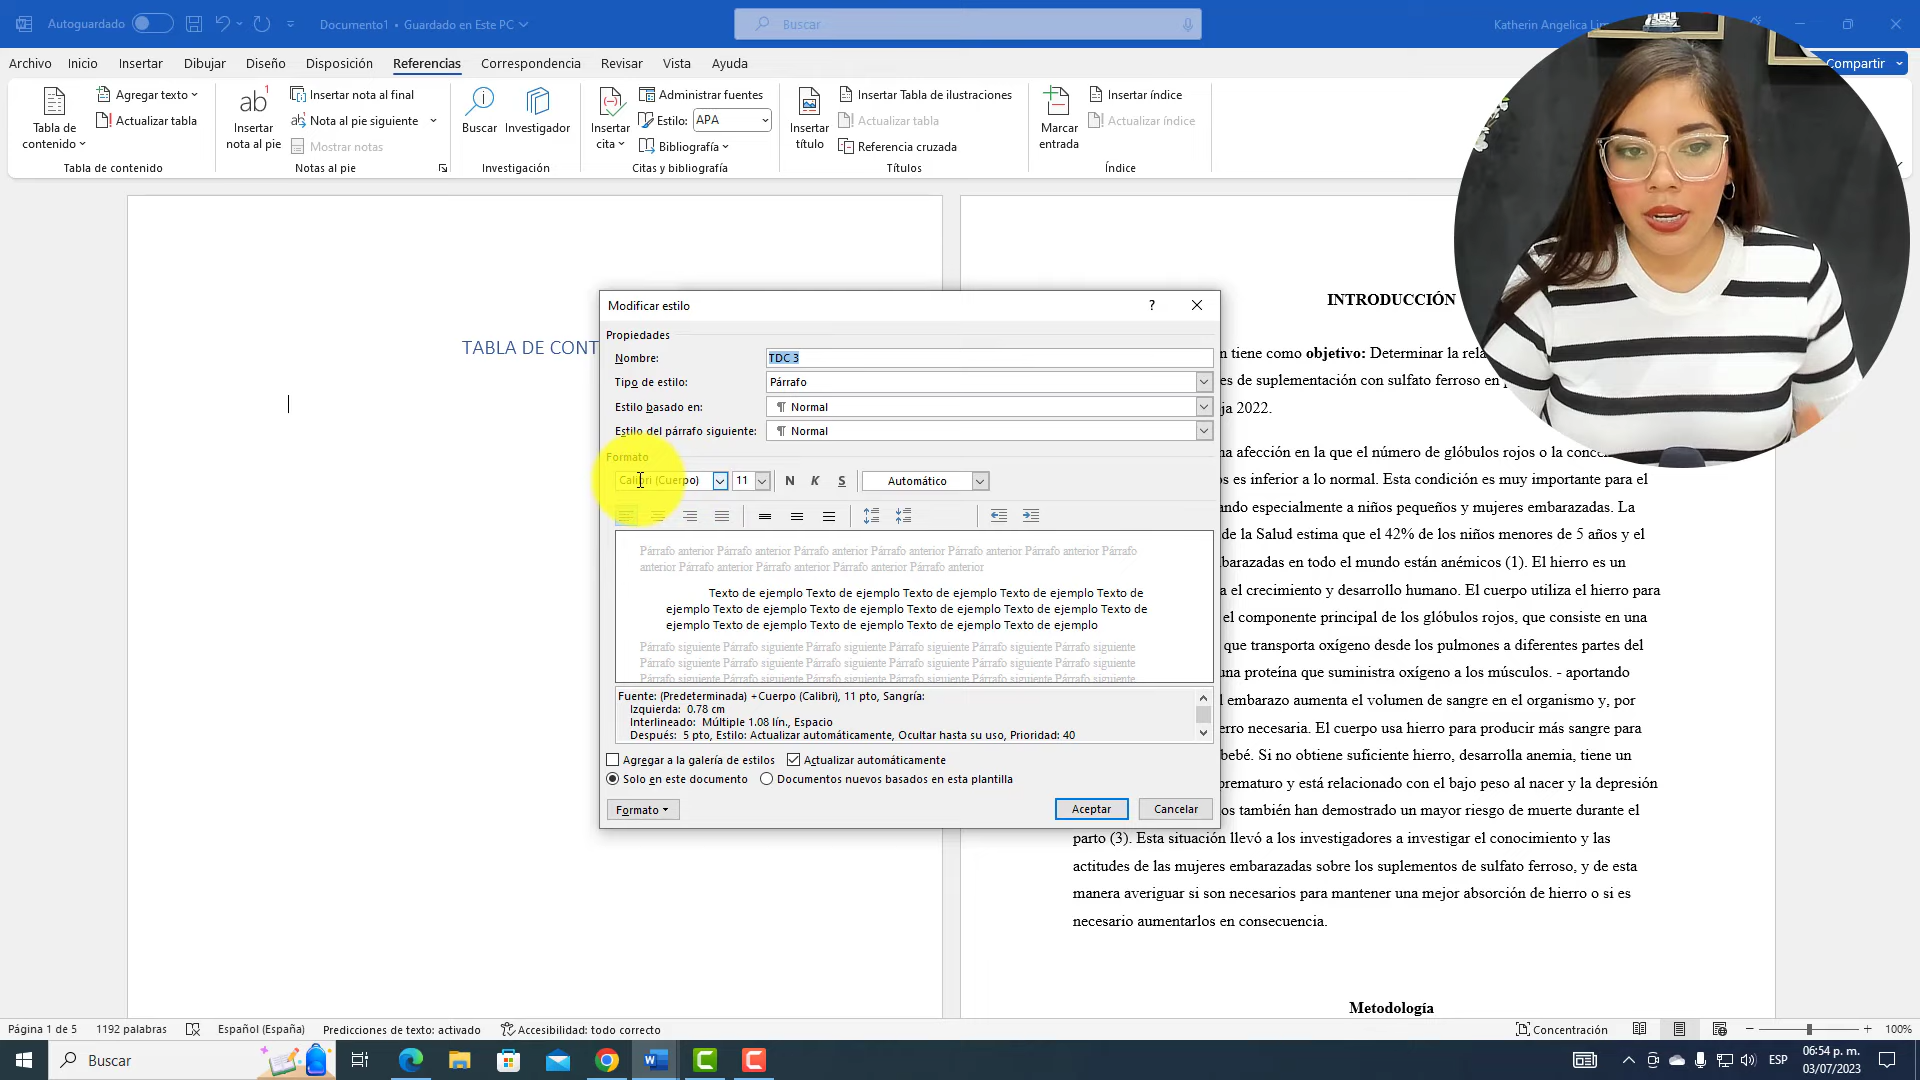 Autoguardado
Documento1 • Guardado en Este PC
Buscar
Katherin Angelica
Archivo Inicio Insertar Dibujar Diseño Disposición Referencias Correspondencia Revisar Vista Ayuda
Compartir
Tabla de contenido
Agregar texto
Actualizar tabla
Tabla de contenido
ab
Insertar nota al pie
Insertar nota al final
Nota al pie siguiente
Mostrar notas
Notas al pie
Buscar
Investigador
Investigación
Insertar cita
Administrar fuentes
Estilo: APA
Bibliografía
Citas y bibliografía
Insertar título
Insertar Tabla de ilustraciones
Actualizar tabla
Referencia cruzada
Títulos
Marcar entrada
Insertar índice
Actualizar índice
Índice
TABLA DE CONT
Modificar estilo
?
Propiedades
Nombre: TDC 3
Tipo de estilo: Párrafo
Estilo basado en: ¶ Normal
Estilo del párrafo siguiente: ¶ Normal
Formato
Calibri (Cuerpo) 11 N K S Automático
Párrafo anterior Párrafo anterior Párrafo anterior Párrafo anterior Párrafo anterior Párrafo anterior Párrafo
anterior Párrafo anterior Párrafo anterior Párrafo anterior Párrafo anterior
Texto de ejemplo Texto de ejemplo Texto de ejemplo Texto de ejemplo Texto de
ejemplo Texto de ejemplo Texto de ejemplo Texto de ejemplo Texto de ejemplo Texto de
ejemplo Texto de ejemplo Texto de ejemplo Texto de ejemplo Texto de ejemplo
Párrafo siguiente Párrafo siguiente Párrafo siguiente Párrafo siguiente Párrafo siguiente Párrafo siguiente
Párrafo siguiente Párrafo siguiente Párrafo siguiente Párrafo siguiente Párrafo siguiente Párrafo siguiente
Párrafo siguiente Párrafo siguiente Párrafo siguiente Párrafo siguiente Párrafo siguiente Párrafo siguiente
Fuente: (Predeterminada) +Cuerpo (Calibri), 11 pto, Sangría:
Izquierda: 0.78 cm
Interlineado: Múltiple 1.08 lín., Espacio
Después: 5 pto, Estilo: Actualizar automáticamente, Ocultar hasta su uso, Prioridad: 40
Agregar a la galería de estilos Actualizar automáticamente
Solo en este documento Documentos nuevos basados en esta plantilla
Formato
Aceptar
Cancelar
INTRODUCCIÓN
n tiene como objetivo: Determinar la
es de suplementación con sulfato ferroso en
ja 2022.
a afección en la que el número de glóbulos rojos o la
s es inferior a lo normal. Esta condición es muy importante para el
ando especialmente a niños pequeños y mujeres embarazadas. La
de la Salud estima que el 42% de los niños menores de 5 años y el
barazadas en todo el mundo están anémicos (1). El hierro es un
a el crecimiento y desarrollo humano. El cuerpo utiliza el hierro para
el componente principal de los glóbulos rojos, que consiste en una
que transporta oxígeno desde los pulmones a diferentes partes del
una proteína que suministra oxígeno a los músculos. - aportando
l embarazo aumenta el volumen de sangre en el organismo y, por
erro necesaria. El cuerpo usa hierro para producir más sangre para
bebé. Si no obtiene suficiente hierro, desarrolla anemia, tiene un
prematuro y está relacionado con el bajo peso al nacer y la depresión
os también han demostrado un mayor riesgo de muerte durante el
parto (3). Esta situación llevó a los investigadores a investigar el conocimiento y las
actitudes de las mujeres embarazadas sobre los suplementos de sulfato ferroso, y de esta
manera averiguar si son necesarios para mantener una mejor absorción de hierro o si es
necesario aumentarlos en consecuencia.
Metodología
Página 1 de 5 1192 palabras Español (España) Predicciones de texto: activado Accesibilidad: todo correcto
Concentración
− + 100%
Buscar
ESP
06:54 p. m.
03/07/2023